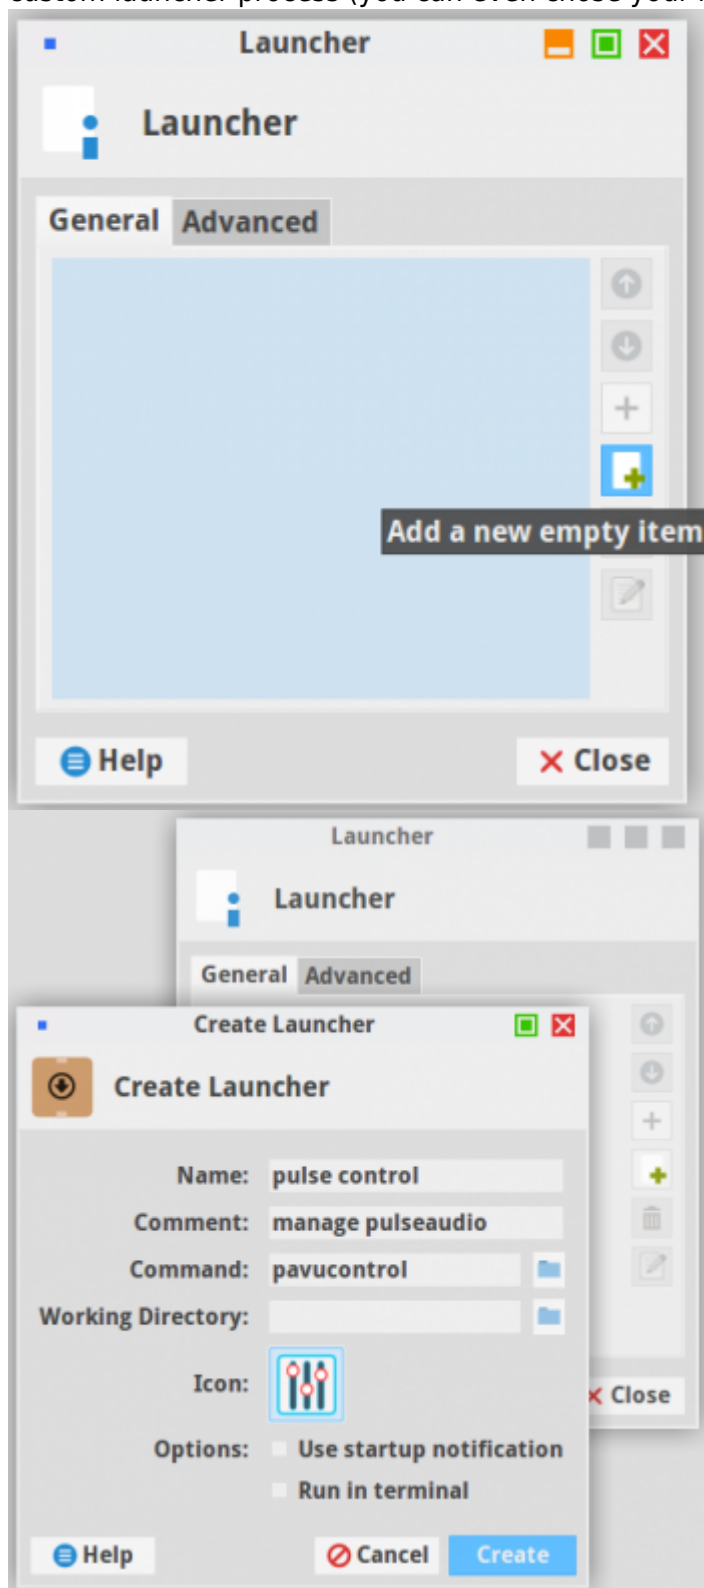 Launcher
Launcher
General Advanced
Add a new empty item
Help Close
Launcher
Launcher
General Advanced
Create Launcher
Create Launcher
Name: pulse control
Comment: manage pulseaudio
Command: pavucontrol
Working Directory:
Icon:
Close
Options: Use startup notification
Run in terminal
Help Cancel Create